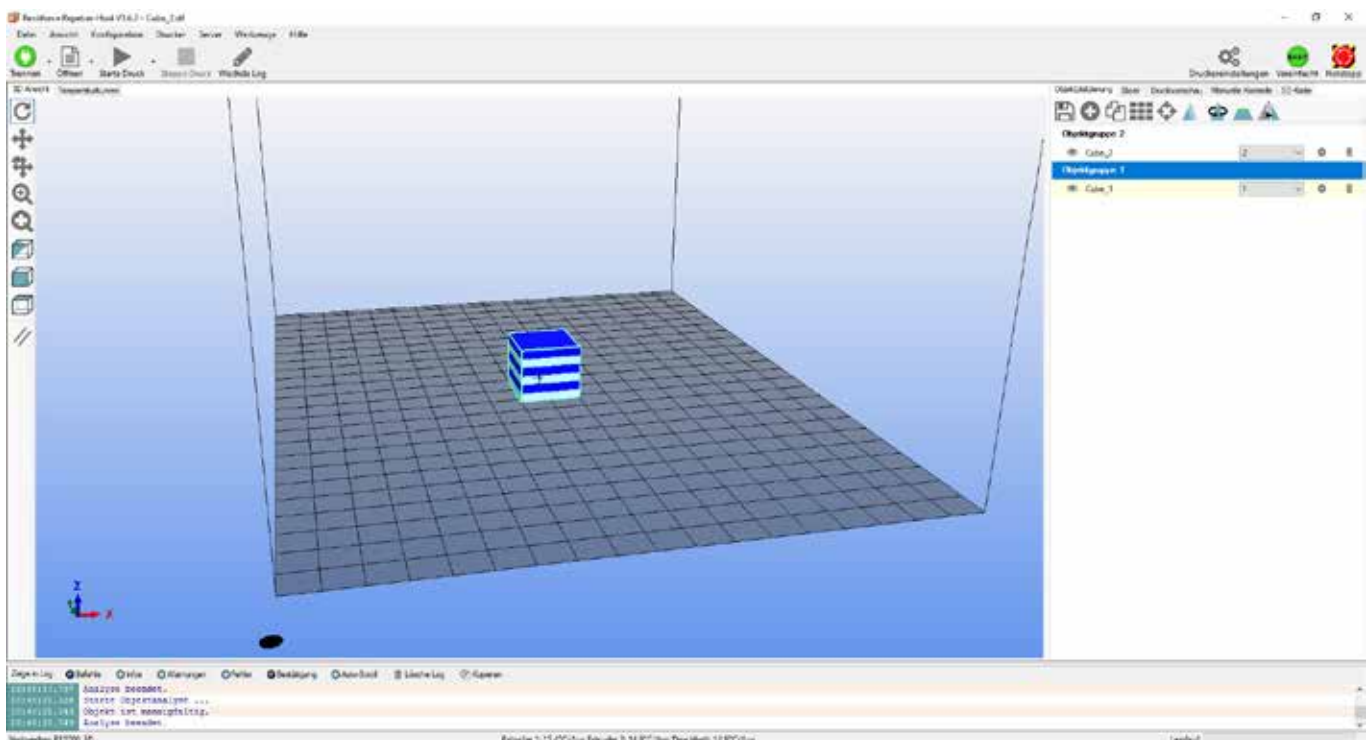 Repetier-Host V1.6.2 - Cube_2.stl
Datei Ansicht Konfiguration Drucker Server Werkzeuge Hilfe
Trennen Öffnen Starte Druck Stoppe Druck Wechsle Log
Druckereinstellungen Vereinfacht Notstopp
3D Ansicht Temperaturkurven
Slicer Druckvorschau Manuelle Kontrolle SD-Karte
Objektgruppe 2
Cube_2 2
Objektgruppe 1
Cube_1 1
Z
X
Zeige in Log: Befehle Infos Warnungen Fehler Bestätigung Auto Scroll Lösche Log Kopieren
Analyse beendet.
Starte Objektanalyse ...
Objekt ist mannigfaltig.
Analyse beendet.
Leerlauf